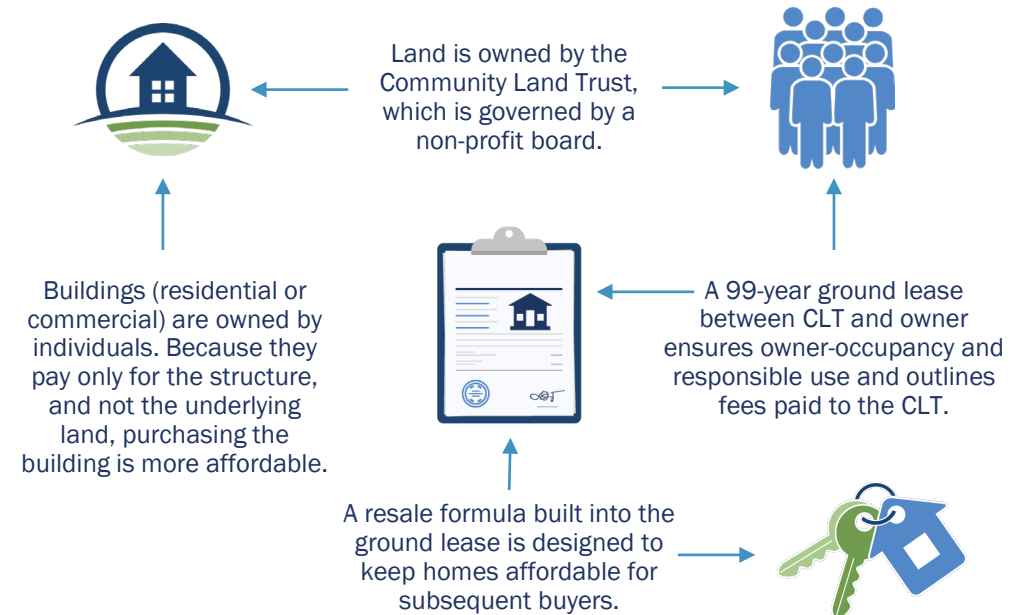 Land is owned by the
Community Land Trust,
which is governed by a
non-profit board.
Buildings (residential or
commercial) are owned by
individuals. Because they
pay only for the structure,
and not the underlying
land, purchasing the
building is more affordable.
A 99-year ground lease
between CLT and owner
ensures owner-occupancy and
responsible use and outlines
fees paid to the CLT.
A resale formula built into the
ground lease is designed to
keep homes affordable for
subsequent buyers.